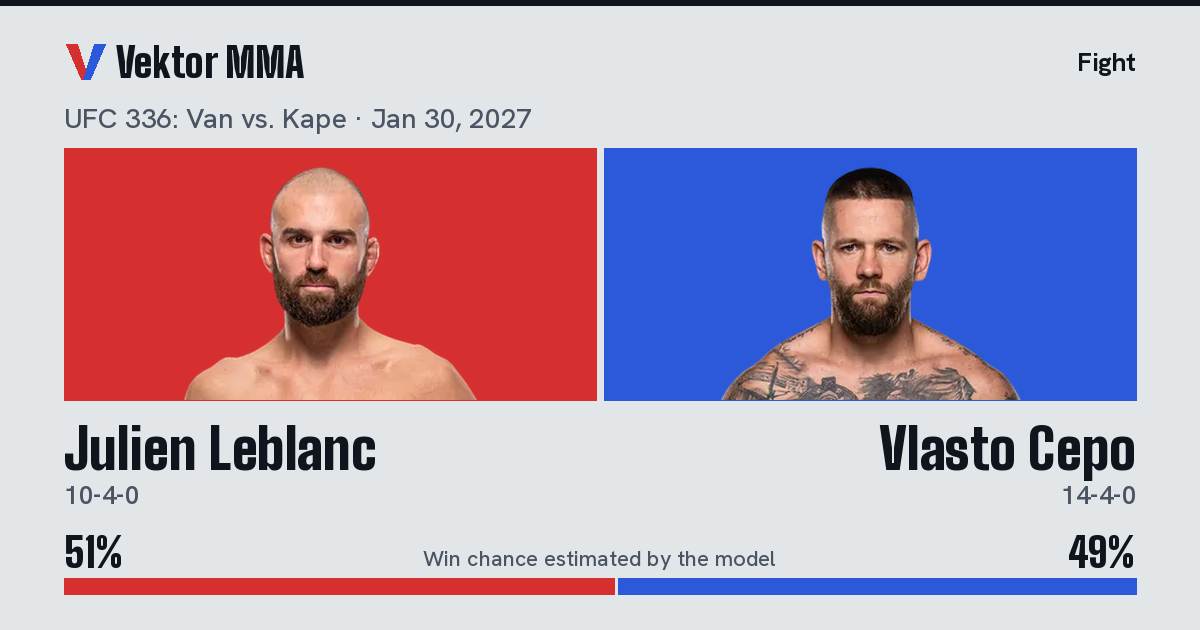 Vektor MMA
Fight
UFC 336: Van vs. Kape · Jan 30, 2027
Julien Leblanc
Vlasto Cepo
10-4-0
14-4-0
51%
Win chance estimated by the model
49%